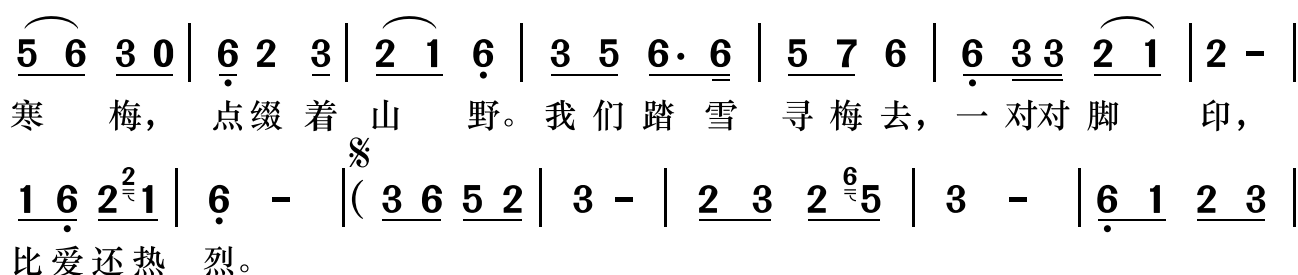 5 6 3 0 | 6 2 3 | 2 1 6 | 3 5 6· 6 | 5 7 6 | 6 3 3 2 1 | 2 – |
寒 梅， 点缀 着 山 野。我们踏 雪 寻梅去，一对对脚 印，
1 6 2 2 1 | 6 – | ( 3 6 5 2 | 3 – | 2 3 2 6 5 | 3 – | 6 1 2 3 |
比爱还热 烈。